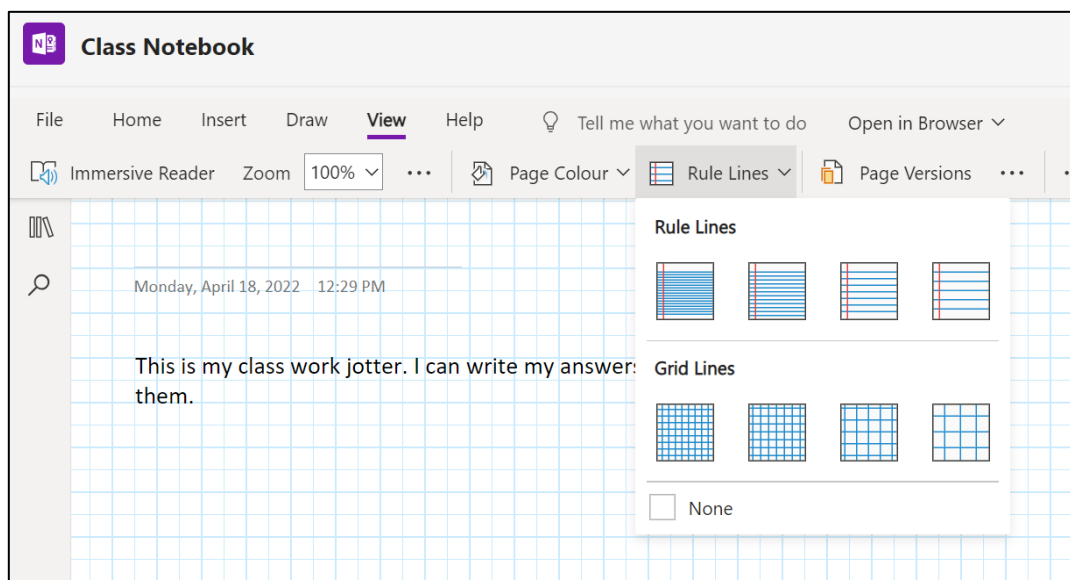 Class Notebook
File Home Insert Draw View Help Tell me what you want to do Open in Browser
Immersive Reader Zoom 100% ... Page Colour Rule Lines Page Versions ...
Rule Lines
Monday, April 18, 2022 12:29 PM
This is my class work jotter. I can write my answers
them.
Grid Lines
None